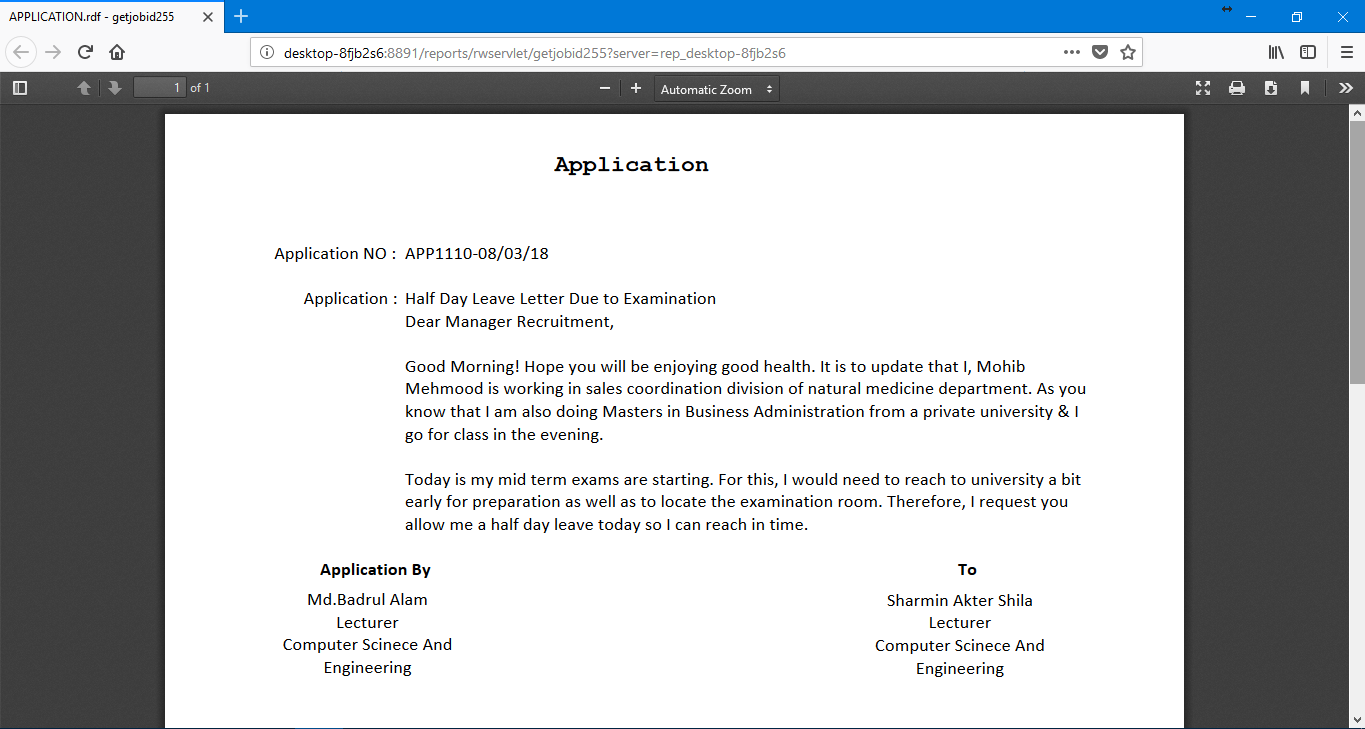 APPLICATION.rdf - getjobid255
desktop-8fjb2s6:8891/reports/rwservlet/getjobid255?server=rep_desktop-8fjb2s6
1 of 1
Automatic Zoom
Application
Application NO : APP1110-08/03/18
Application : Half Day Leave Letter Due to Examination
Dear Manager Recruitment,
Good Morning! Hope you will be enjoying good health. It is to update that I, Mohib
Mehmood is working in sales coordination division of natural medicine department. As you
know that I am also doing Masters in Business Administration from a private university & I
go for class in the evening.
Today is my mid term exams are starting. For this, I would need to reach to university a bit
early for preparation as well as to locate the examination room. Therefore, I request you
allow me a half day leave today so I can reach in time.
Application By
Md.Badrul Alam
Lecturer
Computer Scinece And
Engineering
To
Sharmin Akter Shila
Lecturer
Computer Scinece And
Engineering